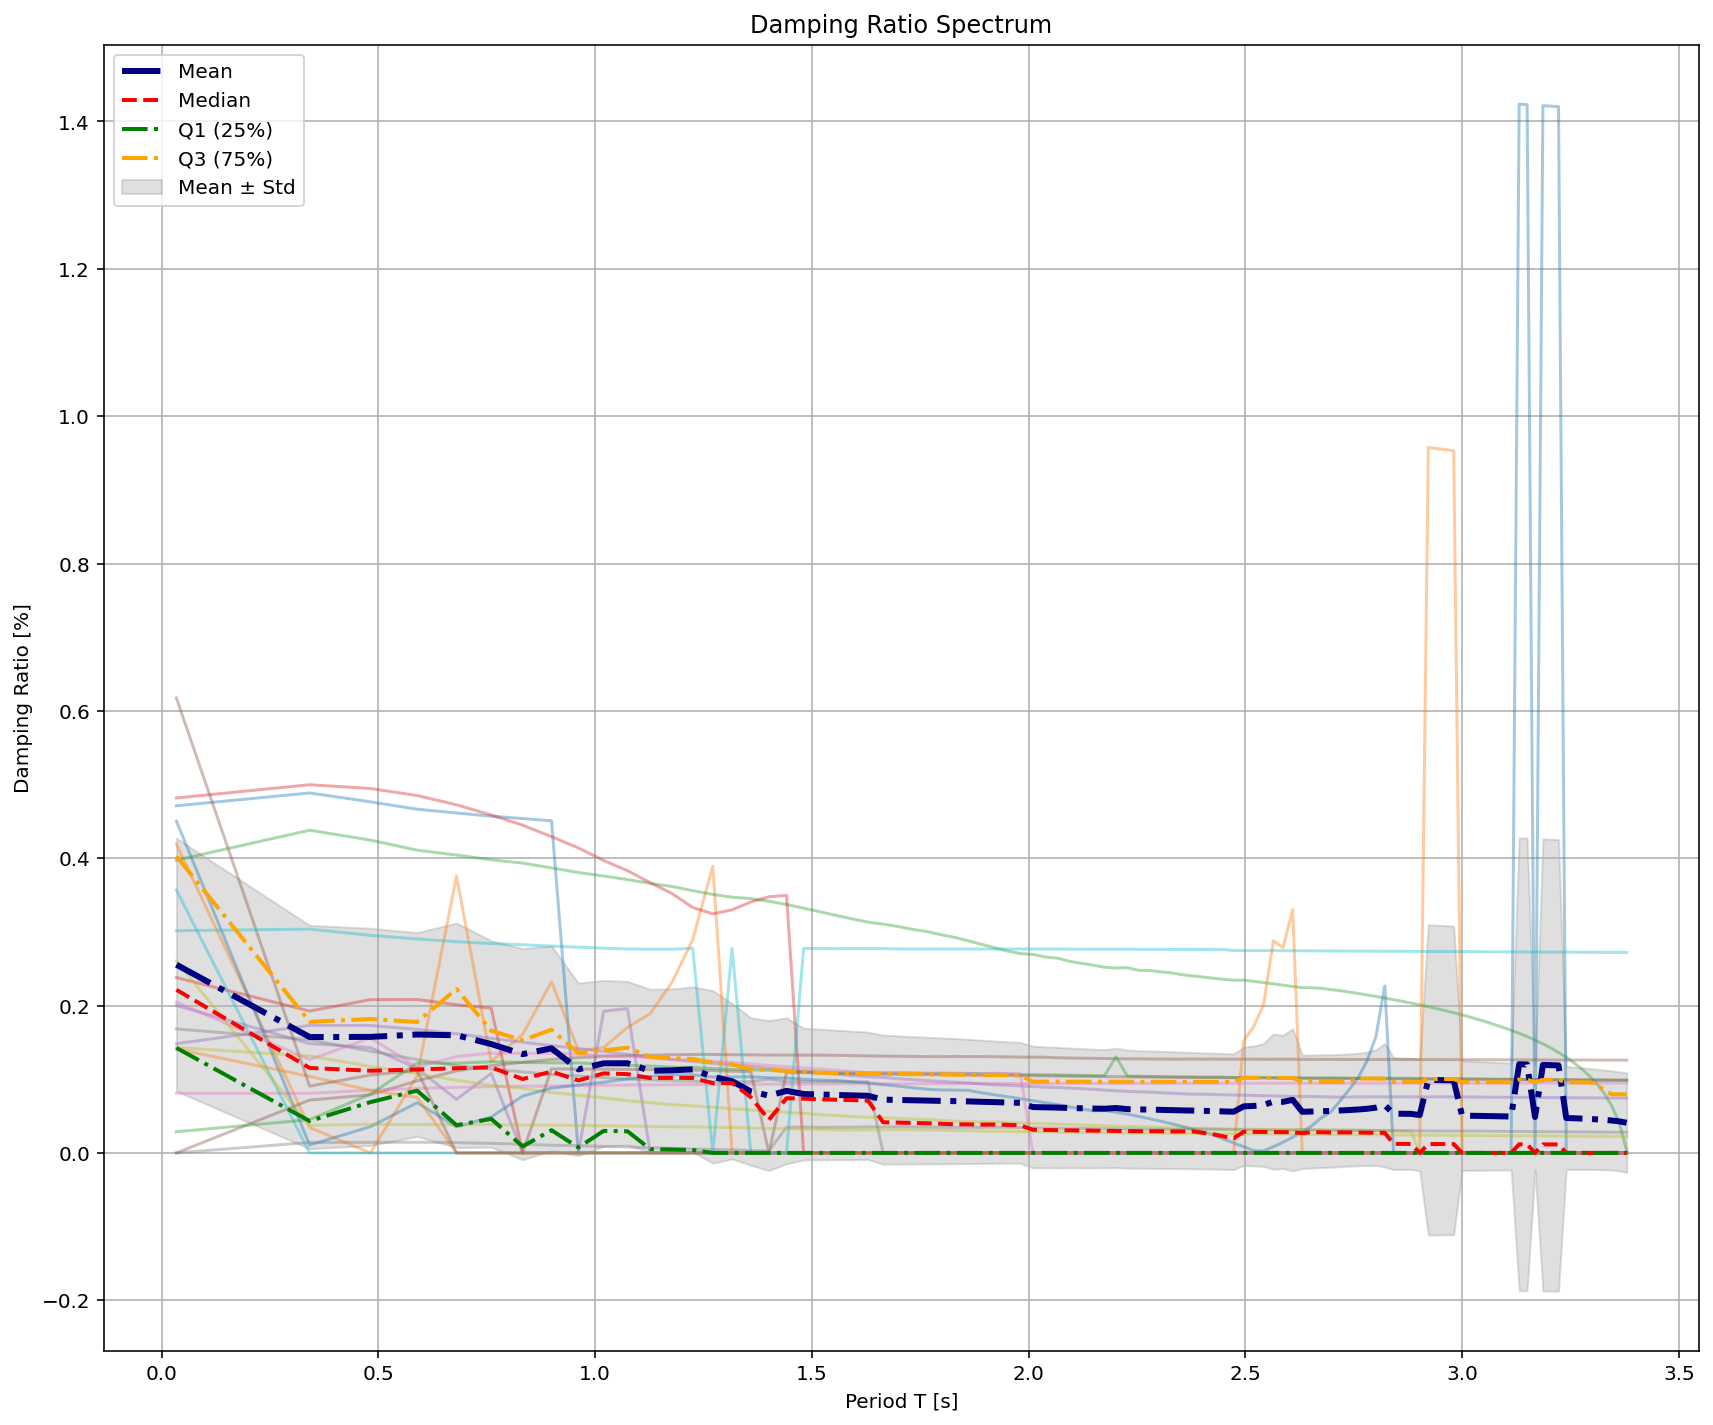 Damping Ratio Spectrum
Mean
Median
Q1 (25%)
Q3 (75%)
Mean ± Std
Damping Ratio [%]
1.4
1.2
1.0
0.8
0.6
0.4
0.2
0.0
−0.2
0.0 0.5 1.0 1.5 2.0 2.5 3.0 3.5
Period T [s]